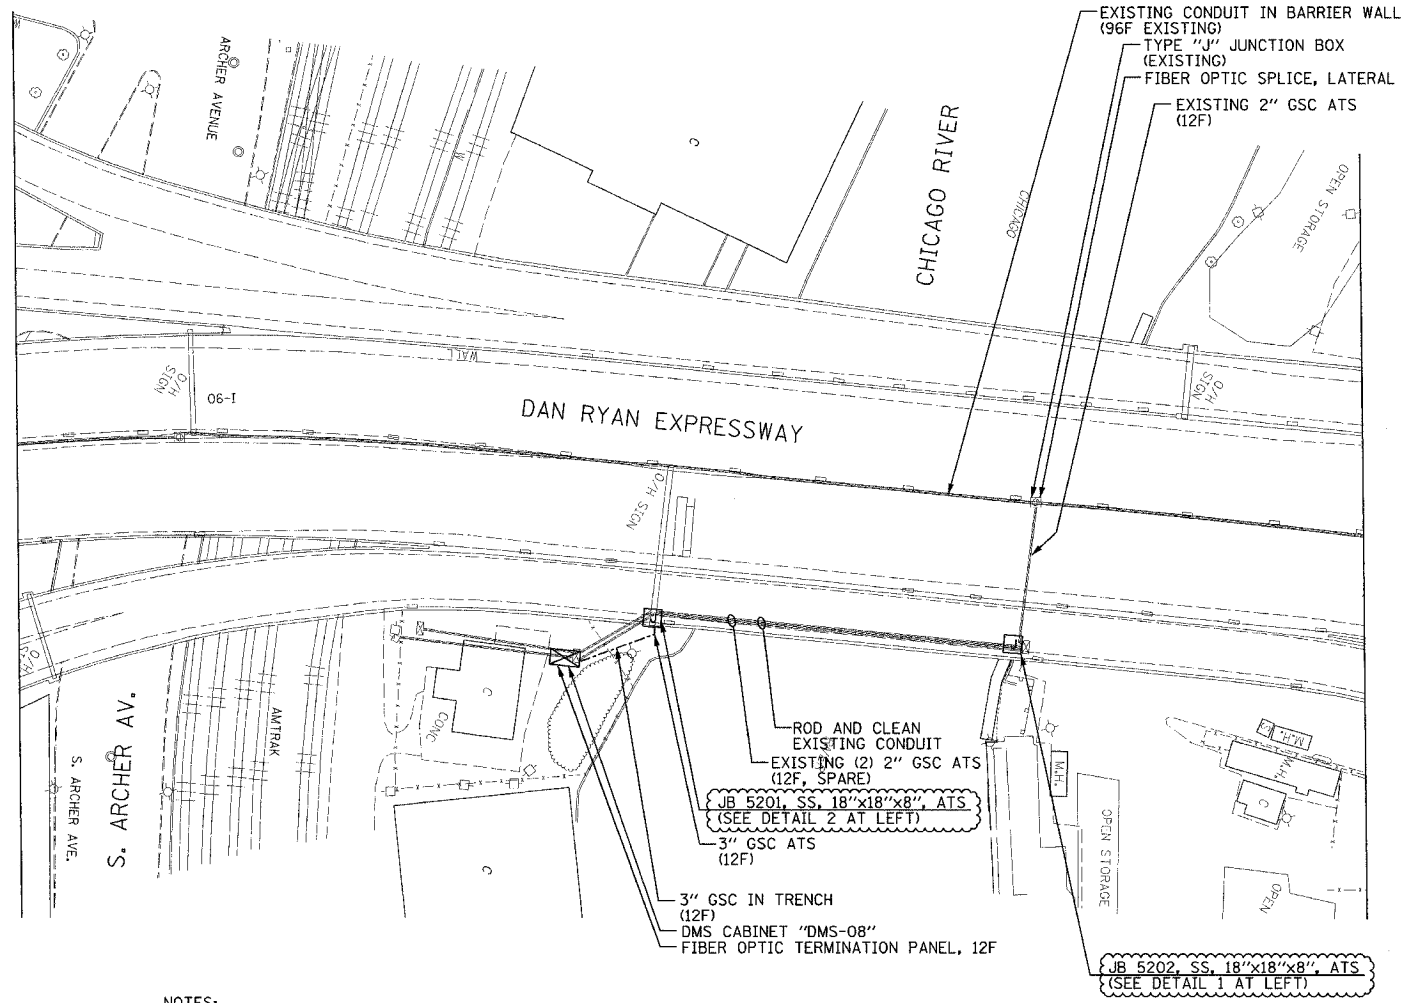 EXISTING CONDUIT IN BARRIER WALL
(96F EXISTING)
TYPE "J" JUNCTION BOX
(EXISTING)
FIBER OPTIC SPLICE, LATERAL
EXISTING 2" GSC ATS
(12F)
ARCHER AVENUE
C
CHICAGO RIVER
CHICAGO
OPEN STORAGE
O/H
SIGN
I-90
WALL
DAN RYAN EXPRESSWAY
O/H SIGN
O/H
SIGN
O/H
S. ARCHER AVE.
S. ARCHER AV.
AMTRAK
CONC
C
C
ROD AND CLEAN
EXISTING CONDUIT
EXISTING (2) 2" GSC ATS
(12F, SPARE)
JB 5201, SS, 18"x18"x8", ATS
(SEE DETAIL 2 AT LEFT)
3" GSC ATS
(12F)
3" GSC IN TRENCH
(12F)
DMS CABINET "DMS-08"
FIBER OPTIC TERMINATION PANEL, 12F
M.H.
OPEN STORAGE
M.H.
M.H.
C
OPEN
JB 5202, SS, 18"x18"x8", ATS
(SEE DETAIL 1 AT LEFT)
NOTES: